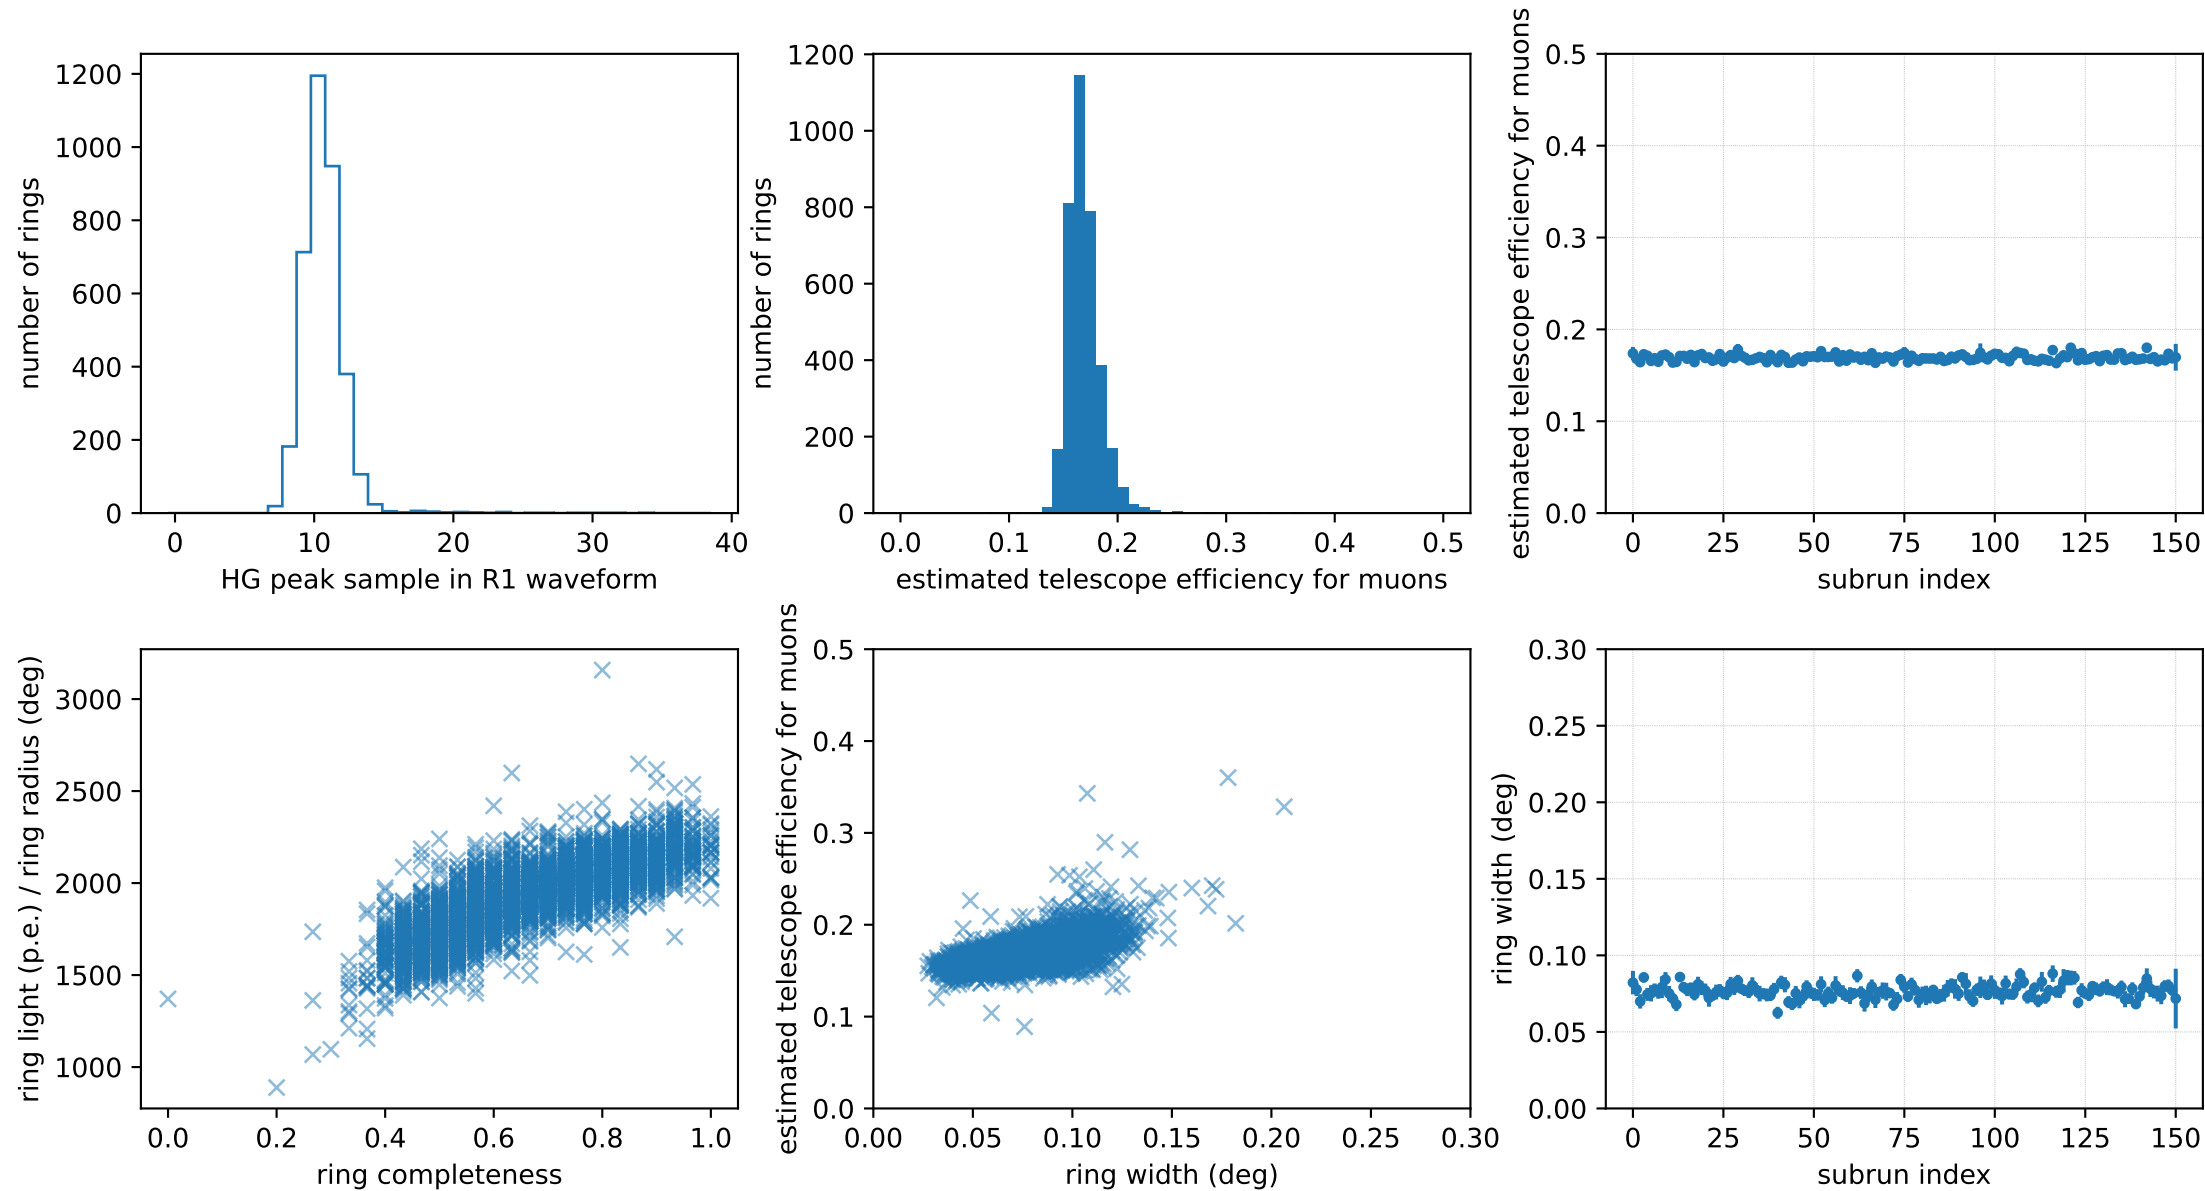 number of rings
1200
1000
800
600
400
200
0
0 10 20 30 40
HG peak sample in R1 waveform
number of rings
1200
1000
800
600
400
200
0
0.0 0.1 0.2 0.3 0.4 0.5
estimated telescope efficiency for muons
estimated telescope efficiency for muons
0.5
0.4
0.3
0.2
0.1
0.0
0 25 50 75 100 125 150
subrun index
ring light (p.e.) / ring radius (deg)
3000
2500
2000
1500
1000
0.0 0.2 0.4 0.6 0.8 1.0
ring completeness
estimated telescope efficiency for muons
0.5
0.4
0.3
0.2
0.1
0.0
0.00 0.05 0.10 0.15 0.20 0.25 0.30
ring width (deg)
ring width (deg)
0.30
0.25
0.20
0.15
0.10
0.05
0.00
0 25 50 75 100 125 150
subrun index